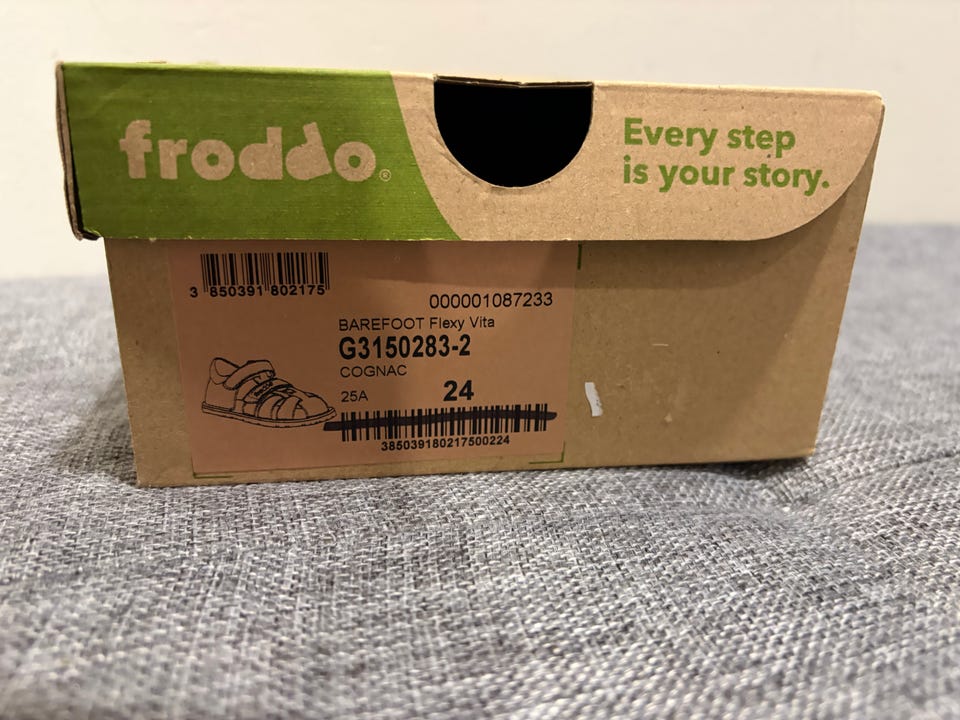 froddo®
Every step
is your story.
3 850391 802175
000001087233
BAREFOOT Flexy Vita
G3150283-2
COGNAC
25A
24
385039180217500224